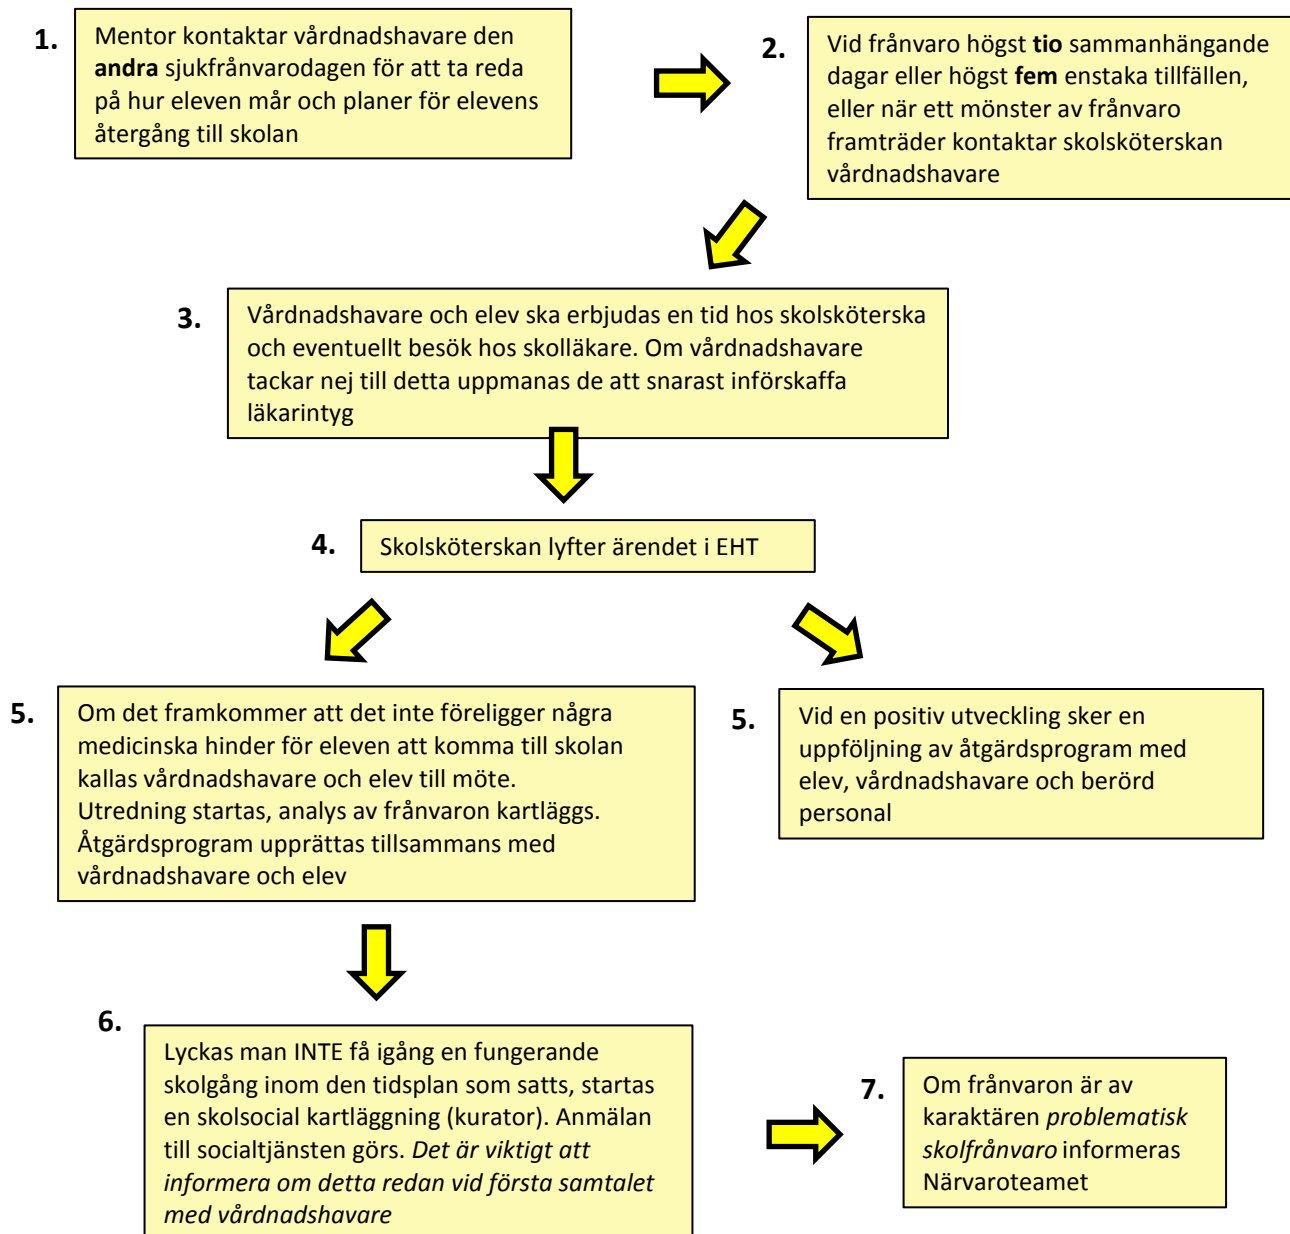 1.
Mentor kontaktar vårdnadshavare den
andra sjukfrånvarodagen för att ta reda
på hur eleven mår och planer för elevens
återgång till skolan
2.
Vid frånvaro högst tio sammanhängande
dagar eller högst fem enstaka tillfällen,
eller när ett mönster av frånvaro
framträder kontaktar skolsköterskan
vårdnadshavare
3.
Vårdnadshavare och elev ska erbjudas en tid hos skolsköterska
och eventuellt besök hos skolläkare. Om vårdnadshavare
tackar nej till detta uppmanas de att snarast införskaffa
läkarintyg
4.
Skolsköterskan lyfter ärendet i EHT
5.
Om det framkommer att det inte föreligger några
medicinska hinder för eleven att komma till skolan
kallas vårdnadshavare och elev till möte.
Utredning startas, analys av frånvaron kartläggs.
Åtgärdsprogram upprättas tillsammans med
vårdnadshavare och elev
5.
Vid en positiv utveckling sker en
uppföljning av åtgärdsprogram med
elev, vårdnadshavare och berörd
personal
6.
Lyckas man INTE få igång en fungerande
skolgång inom den tidsplan som satts, startas
en skolsocial kartläggning (kurator). Anmälan
till socialtjänsten görs. Det är viktigt att
informera om detta redan vid första samtalet
med vårdnadshavare
7.
Om frånvaron är av
karaktären problematisk
skolfrånvaro informeras
Närvaroteamet